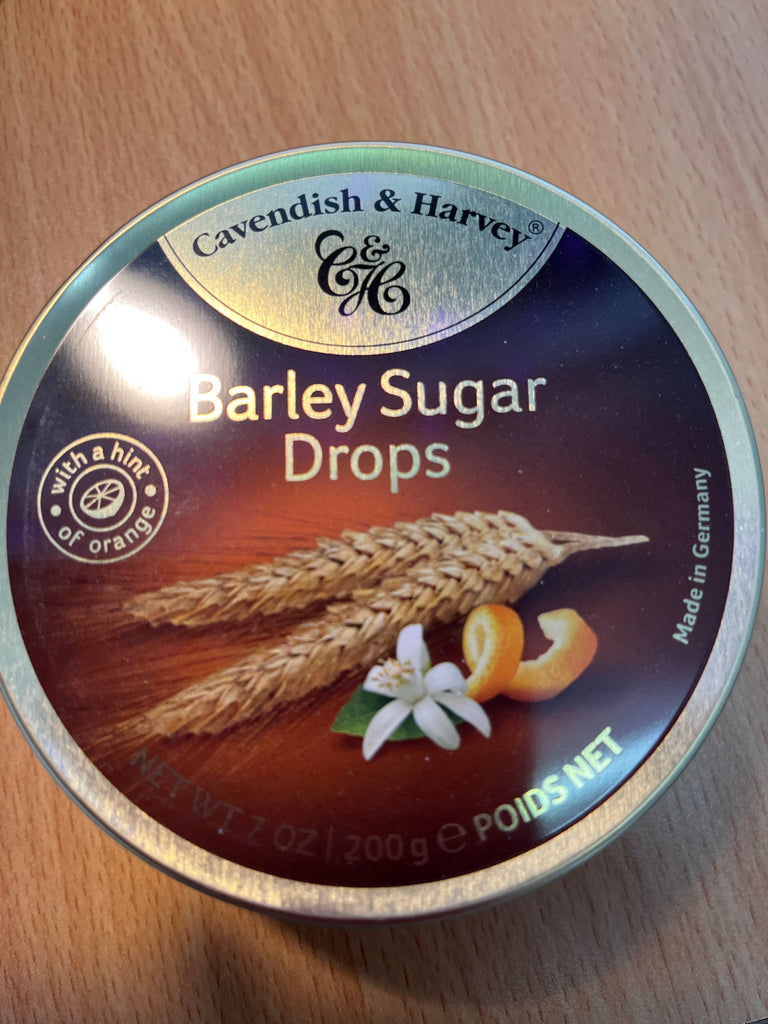 Cavendish & Harvey®
C&H
Barley Sugar
Drops
with a hint
of orange
Made in Germany
NET WT 7 OZ | 200g ℮ POIDS NET